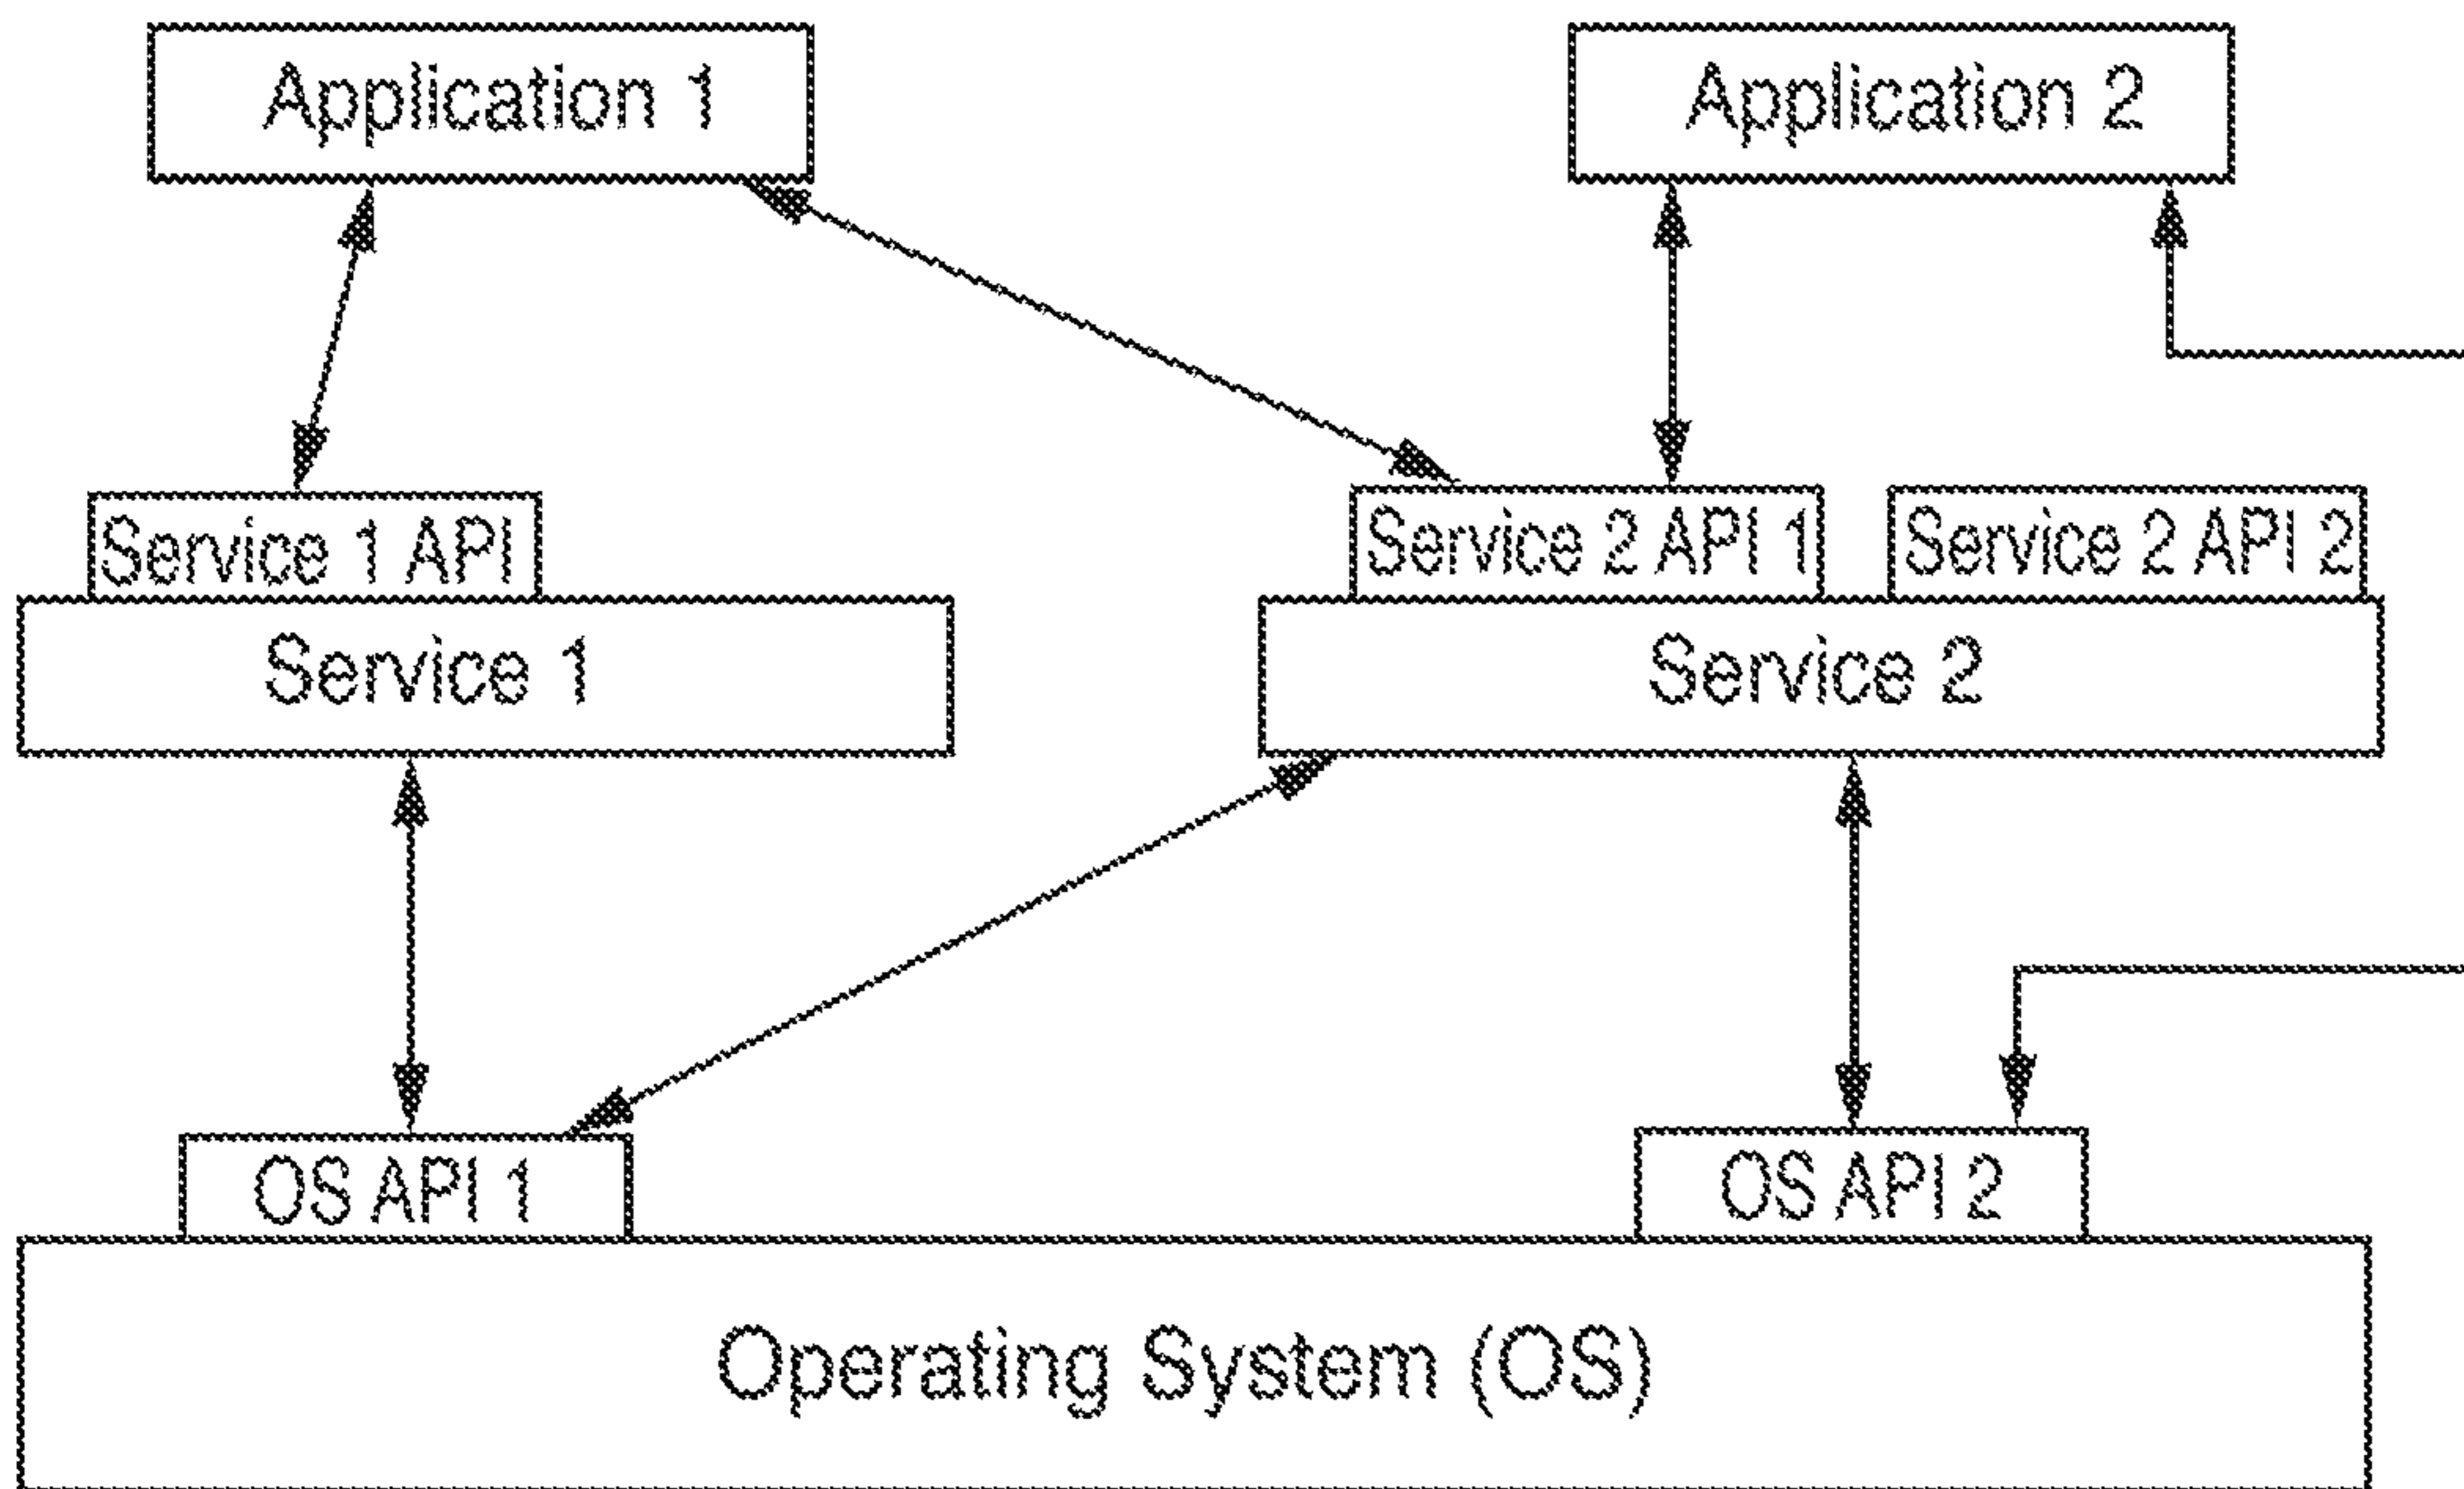 Application 1
Application 2
Service 1 API
Service 2 API 1
Service 2 API 2
Service 1
Service 2
OS API 1
OS API 2
Operating System (OS)